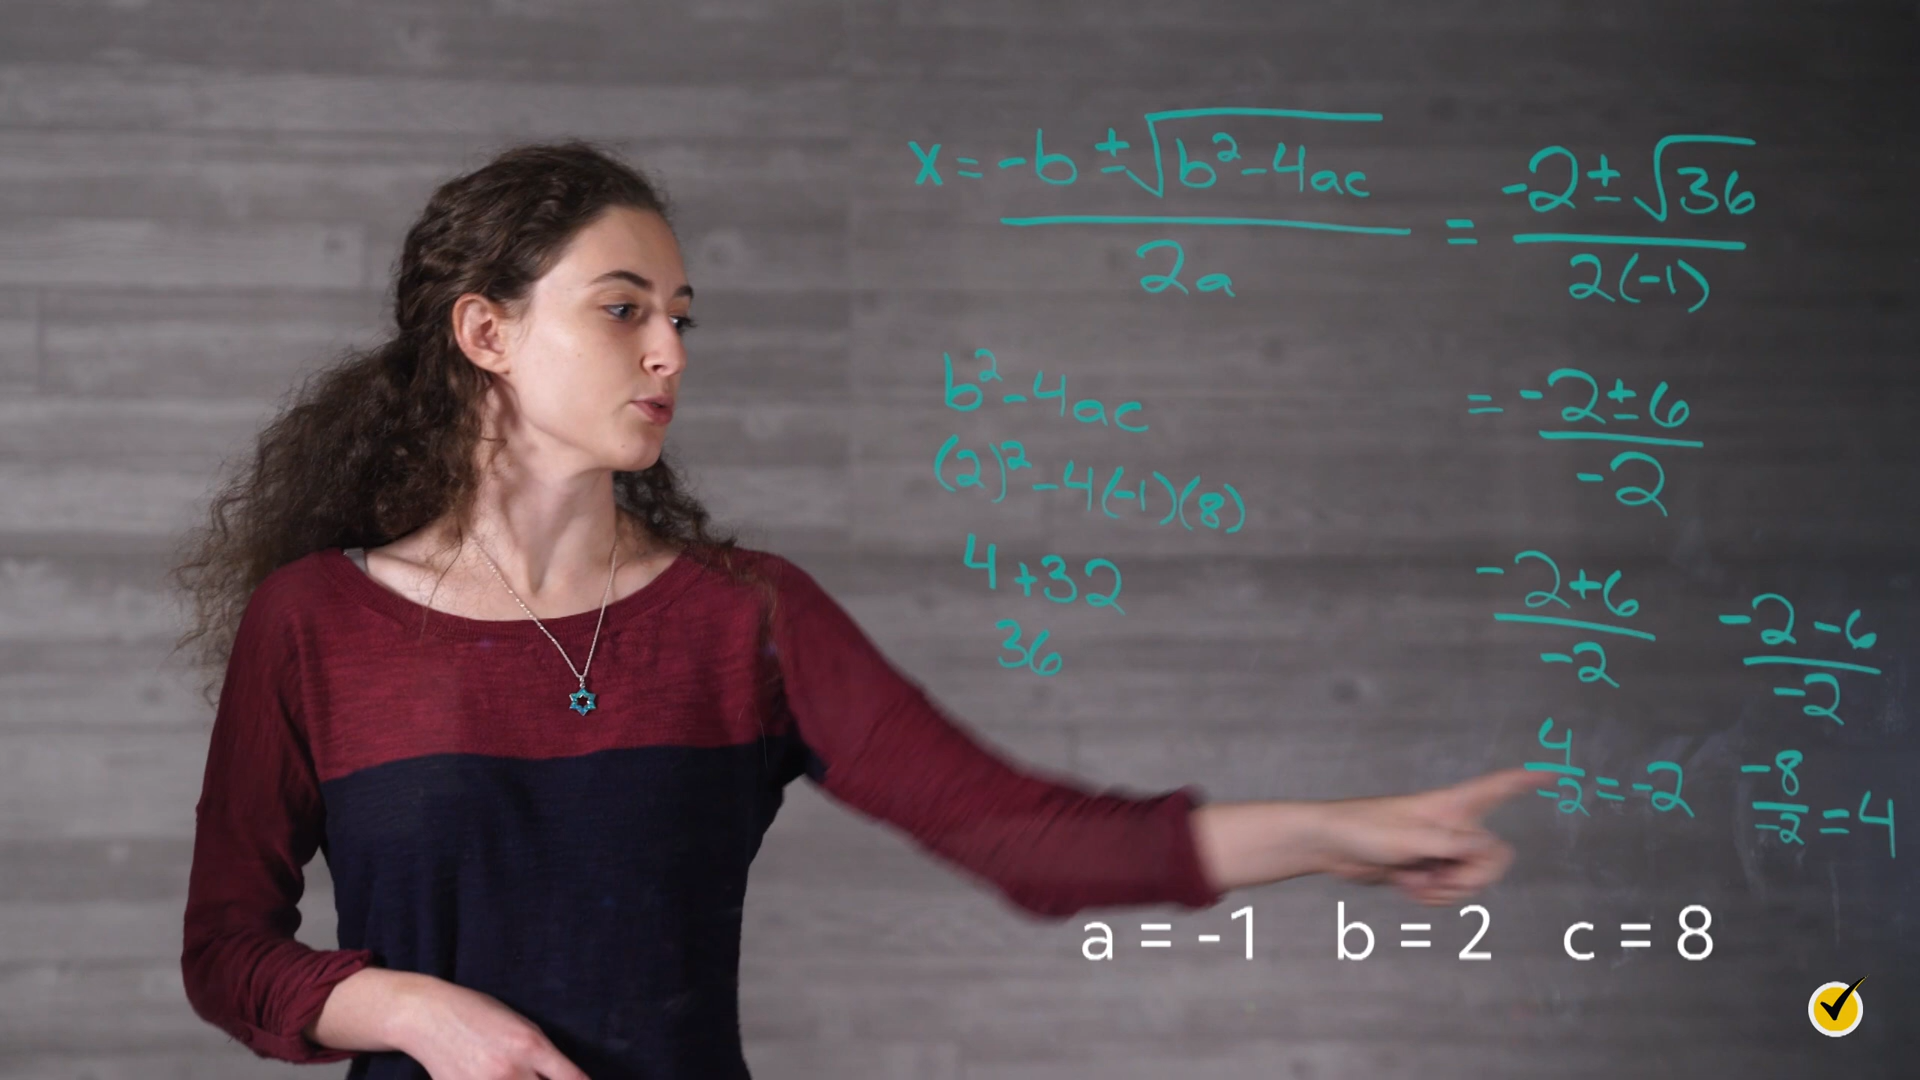 x = -b ± √b² - 4ac / 2a = -2 ± √36 / 2(-1)
b² - 4ac
(2)² - 4(-1)(8)
4 + 32
36
= -2 ± 6 / -2
-2 + 6 / -2
-2 - 6 / -2
4 / -2 = -2
-8 / -2 = 4
a = -1 b = 2 c = 8